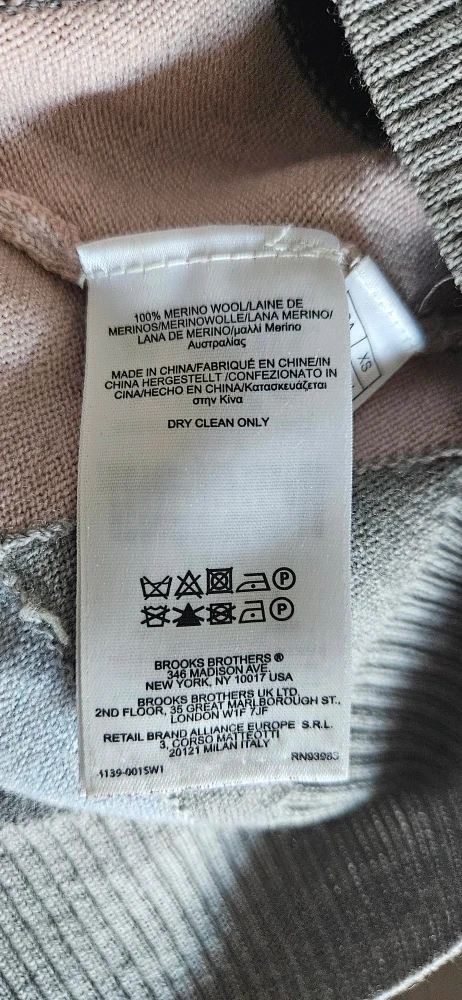 100% MERINO WOOL/LAINE DE
MERINOS/MERINOWOLLE/LANA MERINO/
LANA DE MERINO/μαλλί Merino
Αυστραλίας
MADE IN CHINA/FABRIQUÉ EN CHINE/IN
CHINA HERGESTELLT /CONFEZIONATO IN
CINA/HECHO EN CHINA/Κατασκευάζεται
στην Κίνα
DRY CLEAN ONLY
P
P
BROOKS BROTHERS ®
346 MADISON AVE.
NEW YORK, NY 10017 USA
BROOKS BROTHERS UK LTD.
2ND FLOOR, 35 GREAT MARLBOROUGH ST.,
LONDON W1F 7JF
RETAIL BRAND ALLIANCE EUROPE S.R.L.
3, CORSO MATTEOTTI
20121 MILAN ITALY
1139-001SW1
XS